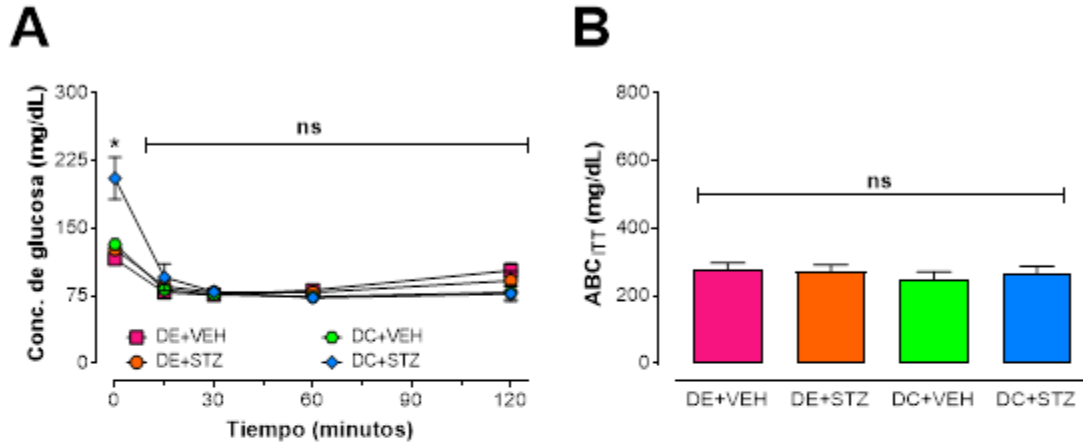 A
Conc. de glucosa (mg/dL)
300
225
150
75
0
*
ns
DE+VEH
DC+VEH
DE+STZ
DC+STZ
0
30
60
90
120
Tiempo (minutos)
B
ABC ITT (mg/dL)
800
600
400
200
0
ns
DE+VEH
DE+STZ
DC+VEH
DC+STZ